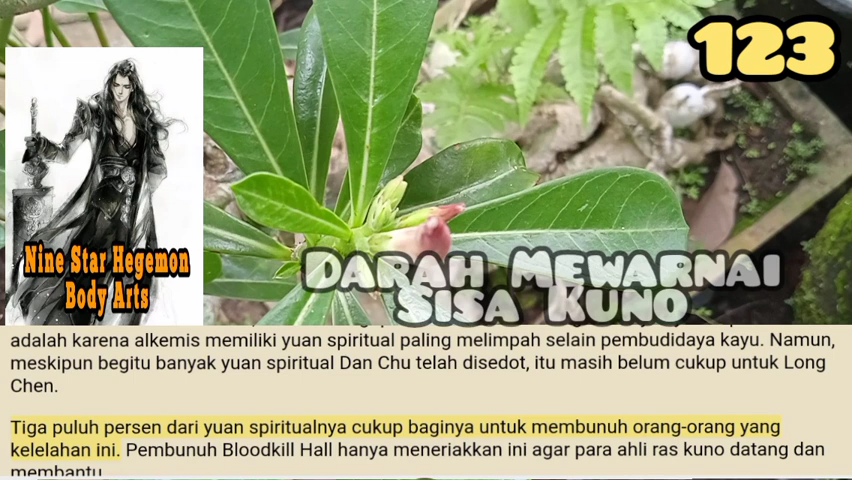 123
Nine Star Hegemon
Body Arts
Darah Mewarnai
Sisa Kuno
adalah karena alkemis memiliki yuan spiritual paling melimpah selain pembudidaya kayu. Namun,
meskipun begitu banyak yuan spiritual Dan Chu telah disedot, itu masih belum cukup untuk Long
Chen.
Tiga puluh persen dari yuan spiritualnya cukup baginya untuk membunuh orang-orang yang
kelelahan ini. Pembunuh Bloodkill Hall hanya meneriakkan ini agar para ahli ras kuno datang dan
membantu